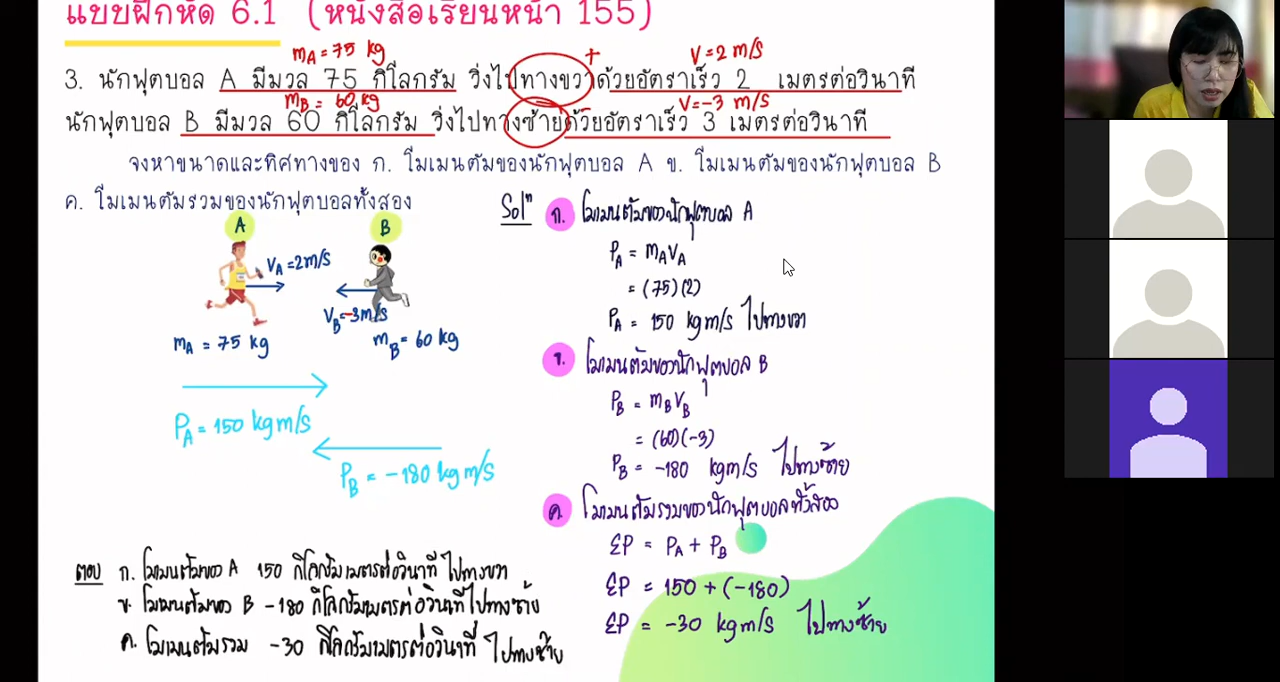 แบบฝึกหัด 6.1 (หนังสือเรียนหน้า 155)
mA = 75 kg + V = 2 m/s
3. นักฟุตบอล A มีมวล 75 กิโลกรัม วิ่งไปทางขวาด้วยอัตราเร็ว 2 เมตรต่อวินาที
mB = 60 kg V = -3 m/s
นักฟุตบอล B มีมวล 60 กิโลกรัม วิ่งไปทางซ้ายด้วยอัตราเร็ว 3 เมตรต่อวินาที
จงหาขนาดและทิศทางของ ก. โมเมนตัมของนักฟุตบอล A ข. โมเมนตัมของนักฟุตบอล B
ค. โมเมนตัมรวมของนักฟุตบอลทั้งสอง
A B
VA = 2 m/s
VB = -3 m/s
mA = 75 kg mB = 60 kg
PA = 150 kg m/s
PB = -180 kg m/s
Solⁿ ก. โมเมนตัมของนักฟุตบอล A
PA = mAVA
= (75)(2)
PA = 150 kg m/s ไปทางขวา
ข. โมเมนตัมของนักฟุตบอล B
PB = mBVB
= (60)(-3)
PB = -180 kg m/s ไปทางซ้าย
ค. โมเมนตัมรวมของนักฟุตบอลทั้งสอง
ΣP = PA + PB
ΣP = 150 + (-180)
ΣP = -30 kg m/s ไปทางซ้าย
ตอบ ก. โมเมนตัมของ A 150 กิโลกรัมเมตรต่อวินาที ไปทางขวา
ข. โมเมนตัมของ B -180 กิโลกรัมเมตรต่อวินาที ไปทางซ้าย
ค. โมเมนตัมรวม -30 กิโลกรัมเมตรต่อวินาที ไปทางซ้าย